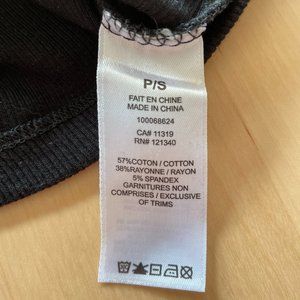 P/S
FAIT EN CHINE
MADE IN CHINA
100068624
CA# 11319
RN# 121340
57%COTON / COTTON
38%RAYONNE / RAYON
5% SPANDEX
GARNITURES NON
COMPRISES / EXCLUSIVE
OF TRIMS